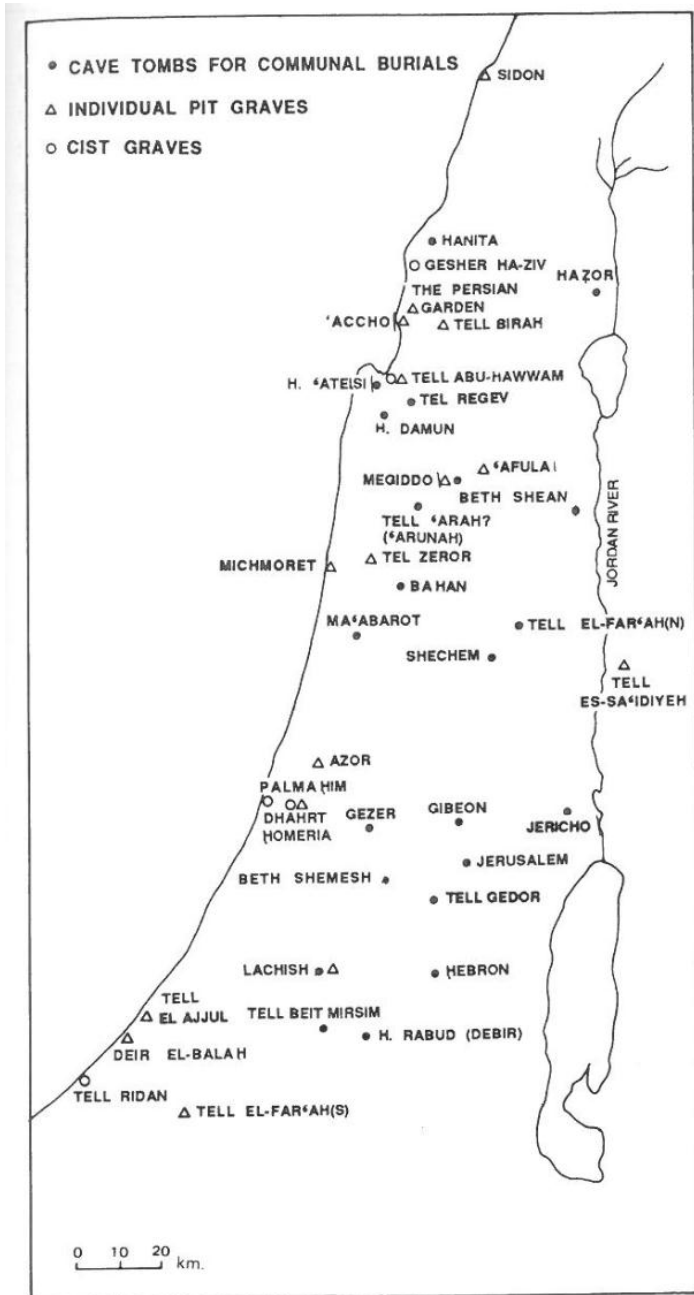 CAVE TOMBS FOR COMMUNAL BURIALS
INDIVIDUAL PIT GRAVES
CIST GRAVES
SIDON
HANITA
GESHER HA-ZIV
HAZOR
THE PERSIAN
GARDEN
'ACCHO
TELL BIRAH
H. 'ATEISI
TELL ABU-HAWWAM
TEL REGEV
H. DAMUN
'AFULA
MEGIDDO
BETH SHEAN
TELL 'ARAH?
('ARUNAH)
JORDAN RIVER
TEL ZEROR
MICHMORET
BAHAN
MA'ABAROT
TELL EL-FAR'AH(N)
SHECHEM
TELL
ES-SA'IDIYEH
AZOR
PALMAHIM
DHAHRT
HOMERIA
GEZER
GIBEON
JERICHO
JERUSALEM
BETH SHEMESH
TELL GEDOR
LACHISH
HEBRON
TELL
EL AJJUL
TELL BEIT MIRSIM
H. RABUD (DEBIR)
DEIR EL-BALAH
TELL RIDAN
TELL EL-FAR'AH(S)
0 10 20
km.